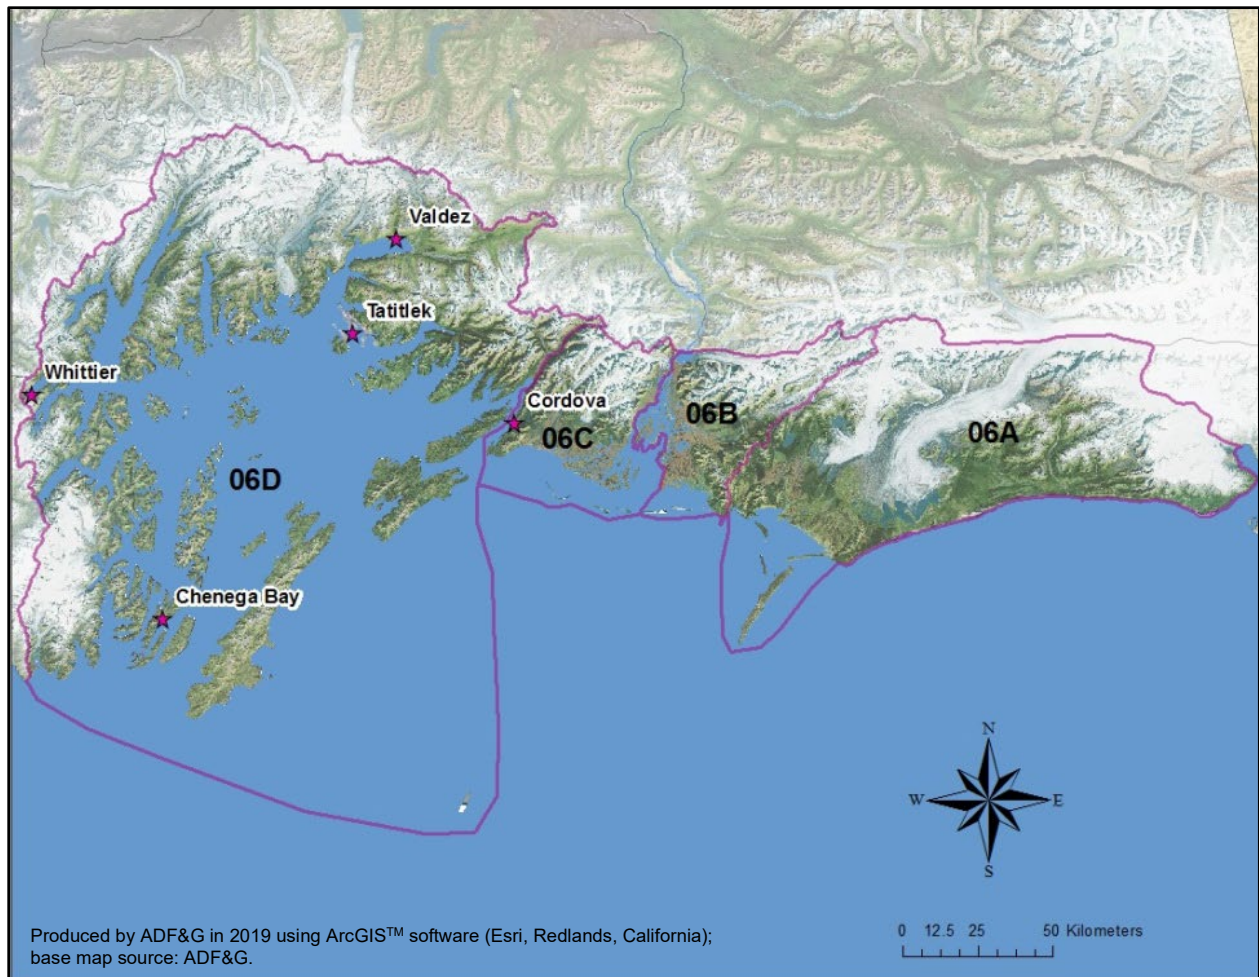 Valdez
Tatitlek
Whittier
Cordova
06B
06C
06A
06D
Chenega Bay
N
W
E
S
0 12.5 25 50 Kilometers
Produced by ADF&G in 2019 using ArcGIS™ software (Esri, Redlands, California);
base map source: ADF&G.